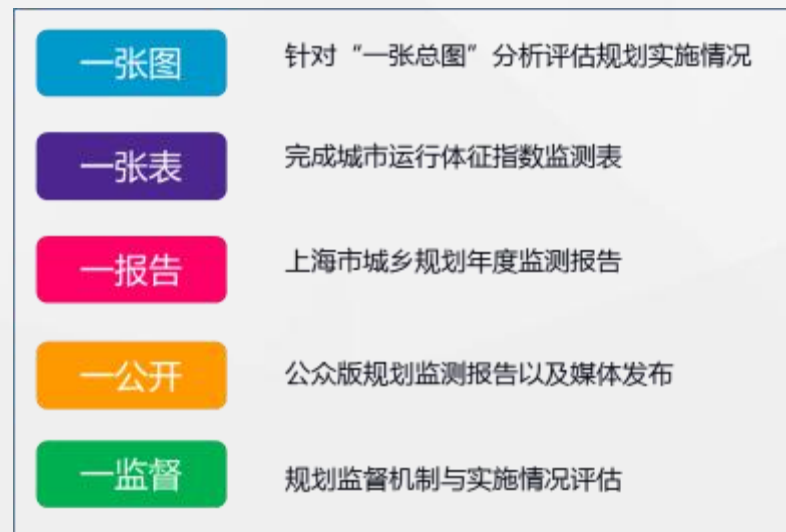 一张图
针对“一张总图”分析评估规划实施情况
一张表
完成城市运行体征指数监测表
一报告
上海市城乡规划年度监测报告
一公开
公众版规划监测报告以及媒体发布
一监督
规划监督机制与实施情况评估